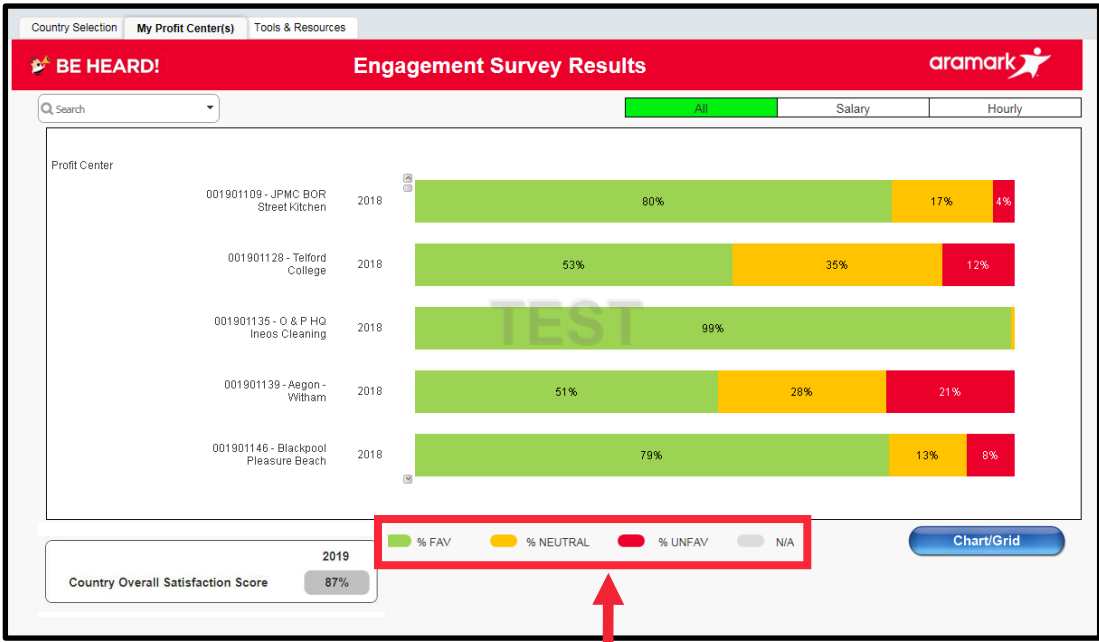 Country Selection My Profit Center(s) Tools & Resources
BE HEARD! Engagement Survey Results aramark
Search All Salary Hourly
Profit Center
001901109 - JPMC BOR
Street Kitchen 2018 80% 17% 4%
001901128 - Telford
College 2018 53% 35% 12%
TEST
001901135 - O & P HQ
Ineos Cleaning 2018 99%
001901139 - Aegon -
Witham 2018 51% 28% 21%
001901146 - Blackpool
Pleasure Beach 2018 79% 13% 8%
% FAV % NEUTRAL % UNFAV N/A
Chart/Grid
2019
Country Overall Satisfaction Score 87%